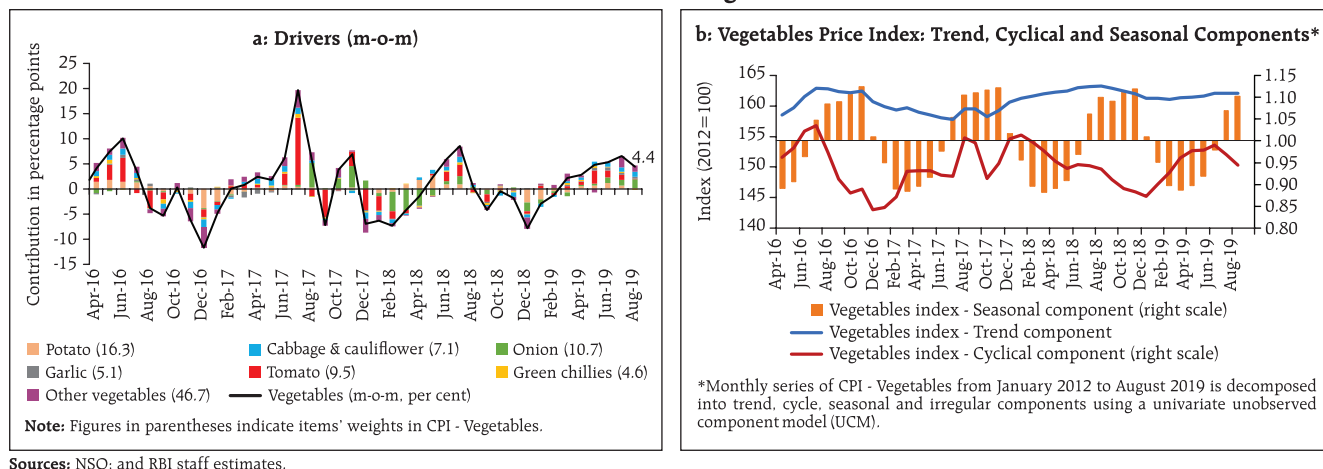 a: Drivers (m-o-m)
Contribution in percentage points
25
20
15
10
5
0
-5
-10
-15
4.4
Apr-16
Jun-16
Aug-16
Oct-16
Dec-16
Feb-17
Apr-17
Jun-17
Aug-17
Oct-17
Dec-17
Feb-18
Apr-18
Jun-18
Aug-18
Oct-18
Dec-18
Feb-19
Apr-19
Jun-19
Aug-19
Potato (16.3)
Cabbage & cauliflower (7.1)
Onion (10.7)
Garlic (5.1)
Tomato (9.5)
Green chillies (4.6)
Other vegetables (46.7)
Vegetables (m-o-m, per cent)
Note: Figures in parentheses indicate items' weights in CPI - Vegetables.
b: Vegetables Price Index: Trend, Cyclical and Seasonal Components*
Index (2012=100)
165
160
155
150
145
140
1.15
1.10
1.05
1.00
0.95
0.90
0.85
0.80
Apr-16
Jun-16
Aug-16
Oct-16
Dec-16
Feb-17
Apr-17
Jun-17
Aug-17
Oct-17
Dec-17
Feb-18
Apr-18
Jun-18
Aug-18
Oct-18
Dec-18
Feb-19
Apr-19
Jun-19
Aug-19
Vegetables index - Seasonal component (right scale)
Vegetables index - Trend component
Vegetables index - Cyclical component (right scale)
*Monthly series of CPI - Vegetables from January 2012 to August 2019 is decomposed
into trend, cycle, seasonal and irregular components using a univariate unobserved
component model (UCM).
Sources: NSO; and RBI staff estimates.